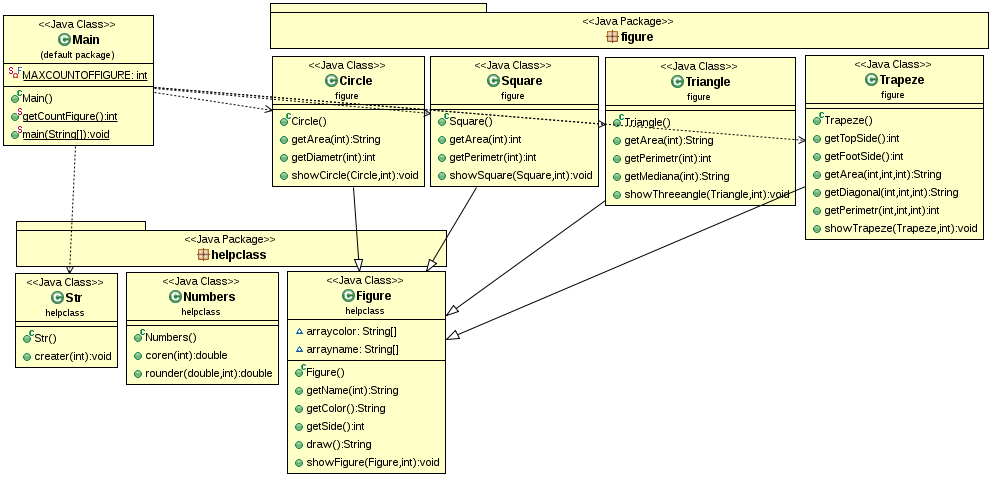 <<Java Class>>
Main
(default package)
MAXCOUNTOFFIGURE: int
Main()
getCountFigure():int
main(String[]):void
<<Java Package>>
figure
<<Java Class>>
Circle
figure
Circle()
getArea(int):String
getDiametr(int):int
showCircle(Circle,int):void
<<Java Class>>
Square
figure
Square()
getArea(int):int
getPerimetr(int):int
showSquare(Square,int):void
<<Java Class>>
Triangle
figure
Triangle()
getArea(int):String
getPerimetr(int):int
getMediana(int):String
showThreeangle(Triangle,int):void
<<Java Class>>
Trapeze
figure
Trapeze()
getTopSide():int
getFootSide():int
getArea(int,int,int):String
getDiagonal(int,int,int):String
getPerimetr(int,int,int):int
showTrapeze(Trapeze,int):void
<<Java Package>>
helpclass
<<Java Class>>
Str
helpclass
Str()
creater(int):void
<<Java Class>>
Numbers
helpclass
Numbers()
coren(int):double
rounder(double,int):double
<<Java Class>>
Figure
helpclass
arraycolor: String[]
arrayname: String[]
Figure()
getName(int):String
getColor():String
getSide():int
draw():String
showFigure(Figure,int):void